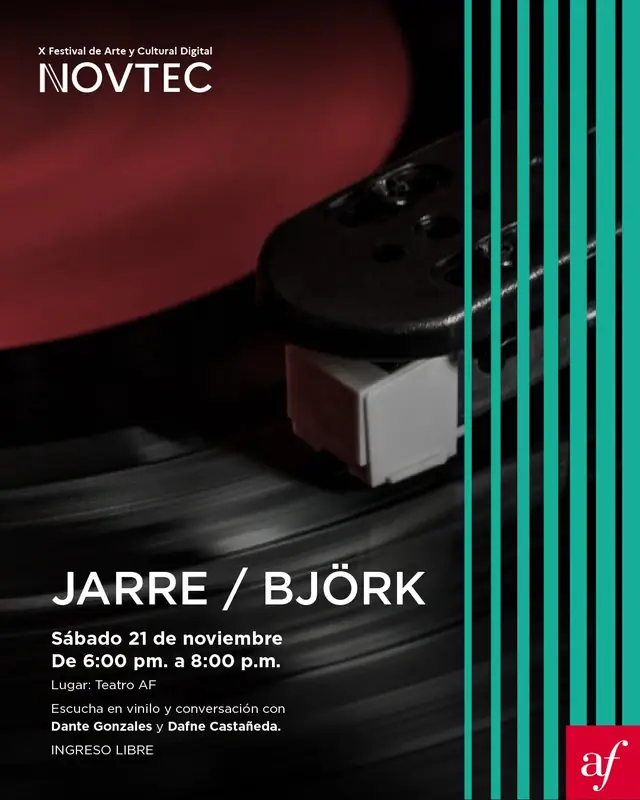 X Festival de Arte y Cultural Digital
NOVTEC
JARRE / BJÖRK
Sábado 21 de noviembre
De 6:00 pm. a 8:00 p.m.
Lugar: Teatro AF
Escucha en vinilo y conversación con
Dante Gonzales y Dafne Castañeda.
INGRESO LIBRE
af